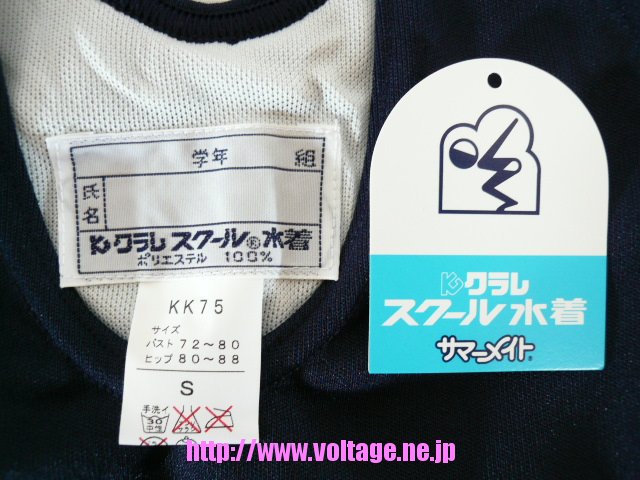 学年 組
氏名
クラレ スクール®水着
ポリエステル 100%
KK75
サイズ
バスト 72～80
ヒップ 80～88
S
手洗イ
30
中性
クラレ
スクール水着
サマーメイト®
http://www.voltage.ne.jp